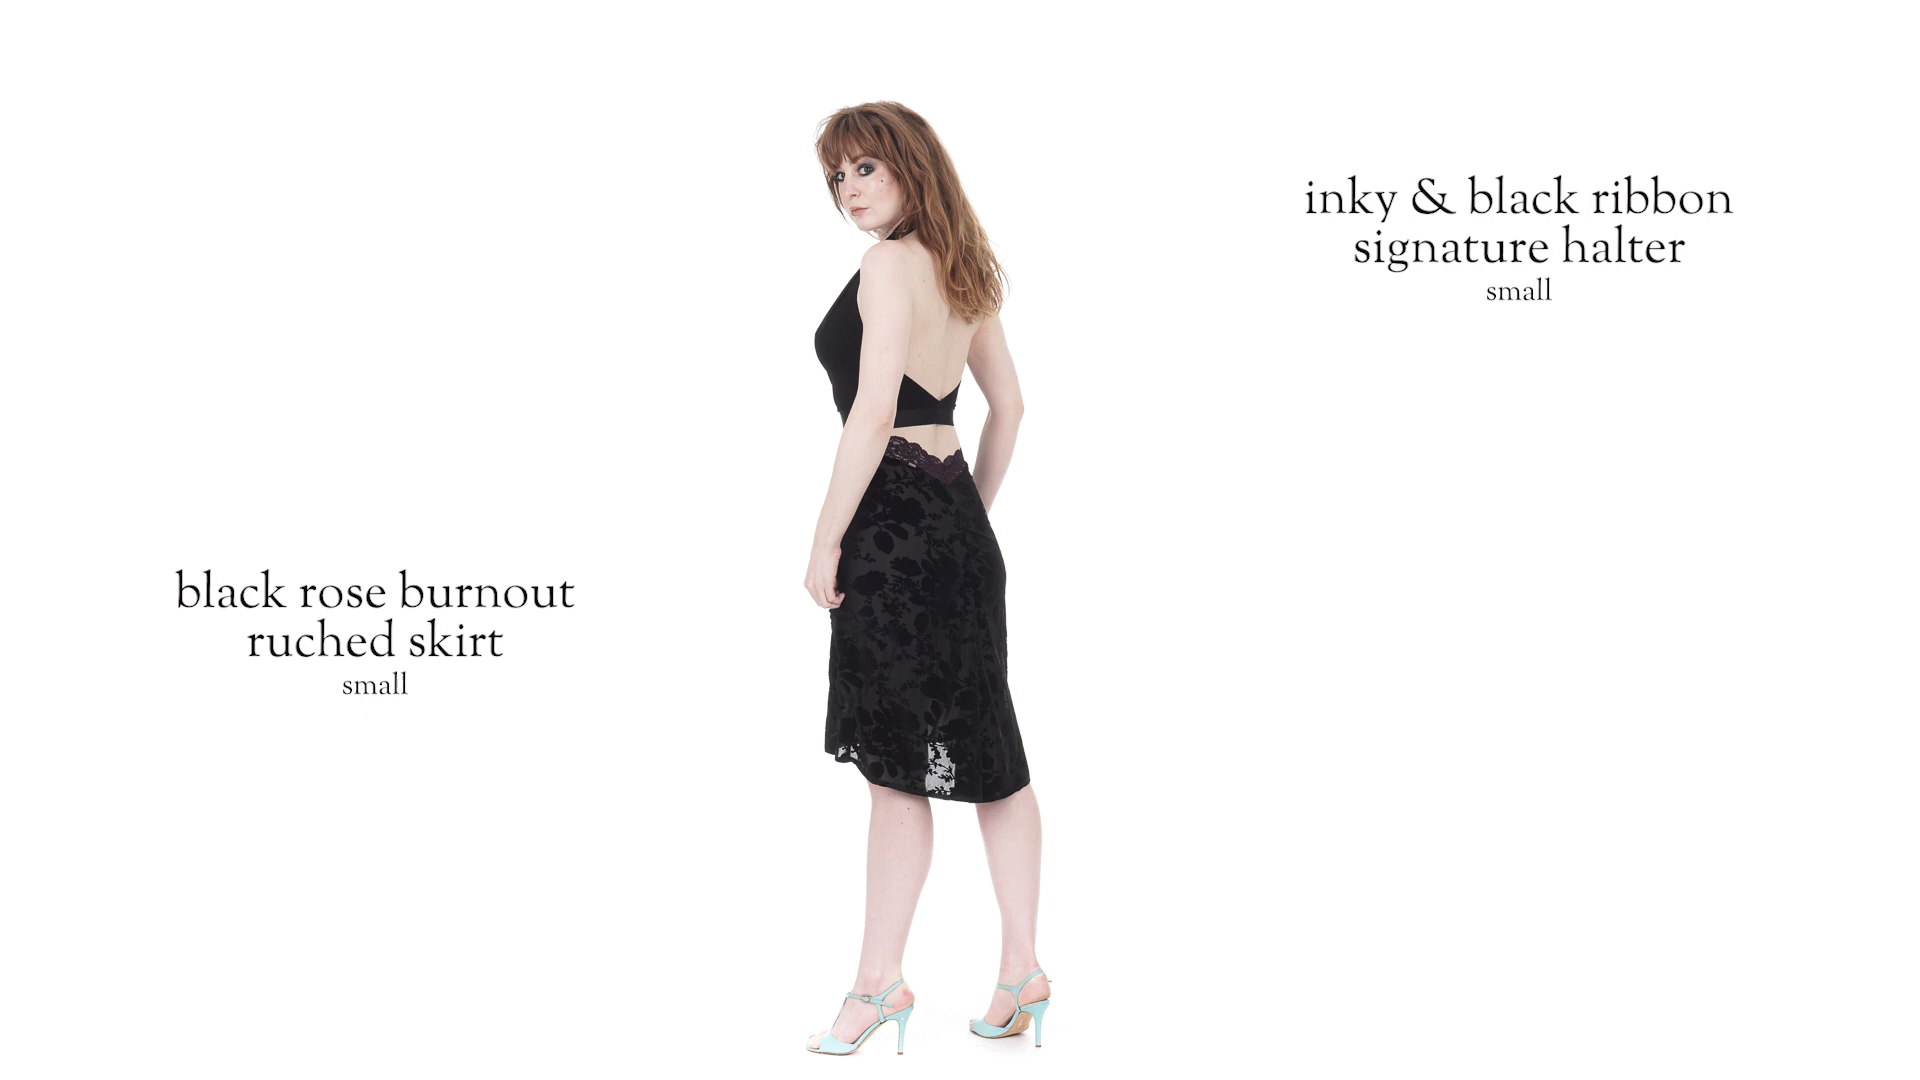 inky & black ribbon
signature halter
small
black rose burnout
ruched skirt
small